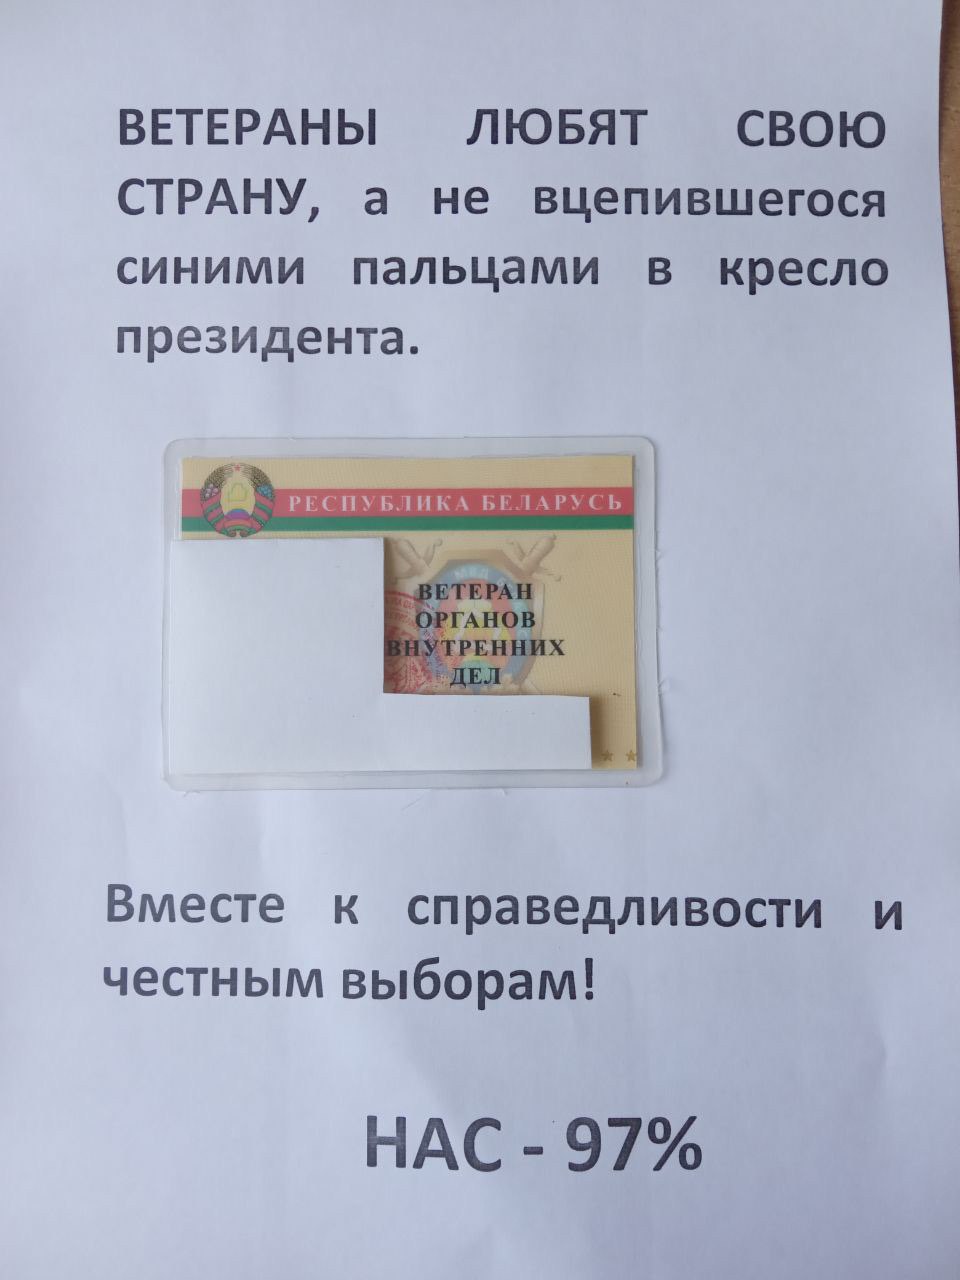 ВЕТЕРАНЫ ЛЮБЯТ СВОЮ
СТРАНУ, а не вцепившегося
синими пальцами в кресло
президента.
РЕСПУБЛИКА БЕЛАРУСЬ
МВД
ВЕТЕРАН
ОРГАНОВ
ВНУТРЕННИХ
ДЕЛ
Вместе к справедливости и
честным выборам!
НАС - 97%